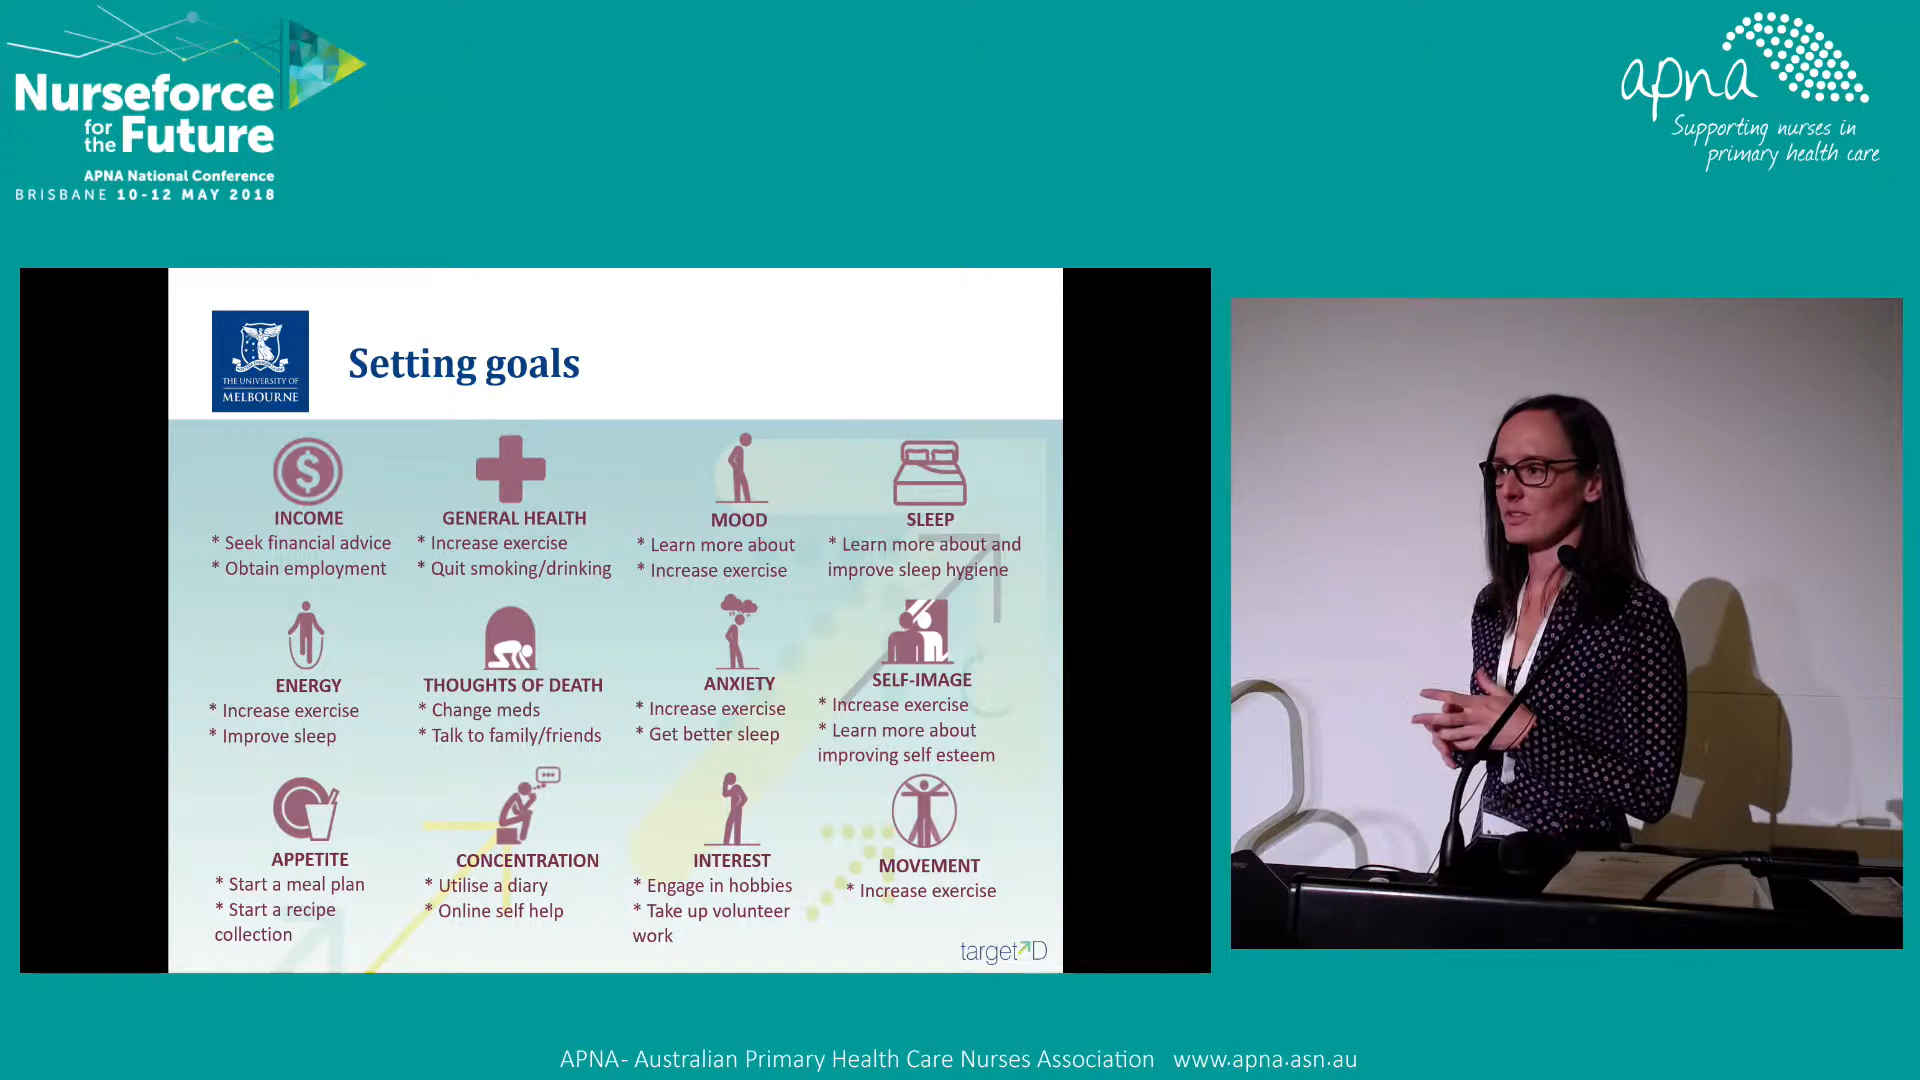 Nurseforce
for the Future
APNA National Conference
BRISBANE 10-12 MAY 2018
apna
Supporting nurses in
primary health care
THE UNIVERSITY OF
MELBOURNE
Setting goals
INCOME
* Seek financial advice
* Obtain employment
GENERAL HEALTH
* Increase exercise
* Quit smoking/drinking
MOOD
* Learn more about
* Increase exercise
SLEEP
* Learn more about and
improve sleep hygiene
ENERGY
* Increase exercise
* Improve sleep
THOUGHTS OF DEATH
* Change meds
* Talk to family/friends
ANXIETY
* Increase exercise
* Get better sleep
SELF-IMAGE
* Increase exercise
* Learn more about
improving self esteem
APPETITE
* Start a meal plan
* Start a recipe
collection
CONCENTRATION
* Utilise a diary
* Online self help
INTEREST
* Engage in hobbies
* Take up volunteer
work
MOVEMENT
* Increase exercise
targetD
APNA- Australian Primary Health Care Nurses Association www.apna.asn.au